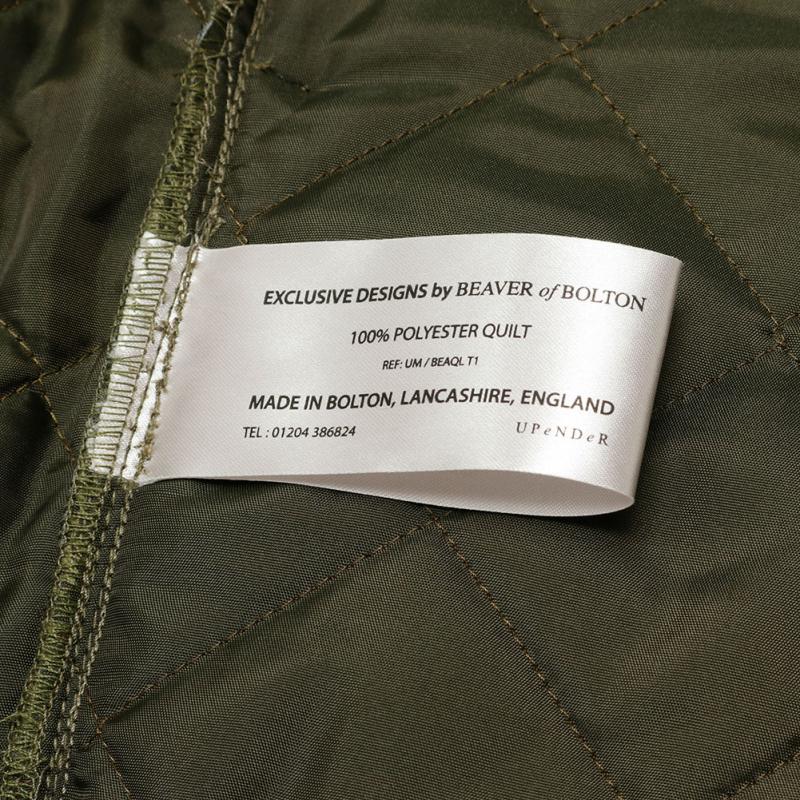 EXCLUSIVE DESIGNS by BEAVER of BOLTON
100% POLYESTER QUILT
REF: UM / BEAQL T1
MADE IN BOLTON, LANCASHIRE, ENGLAND
TEL : 01204 386824
UPeNDeR